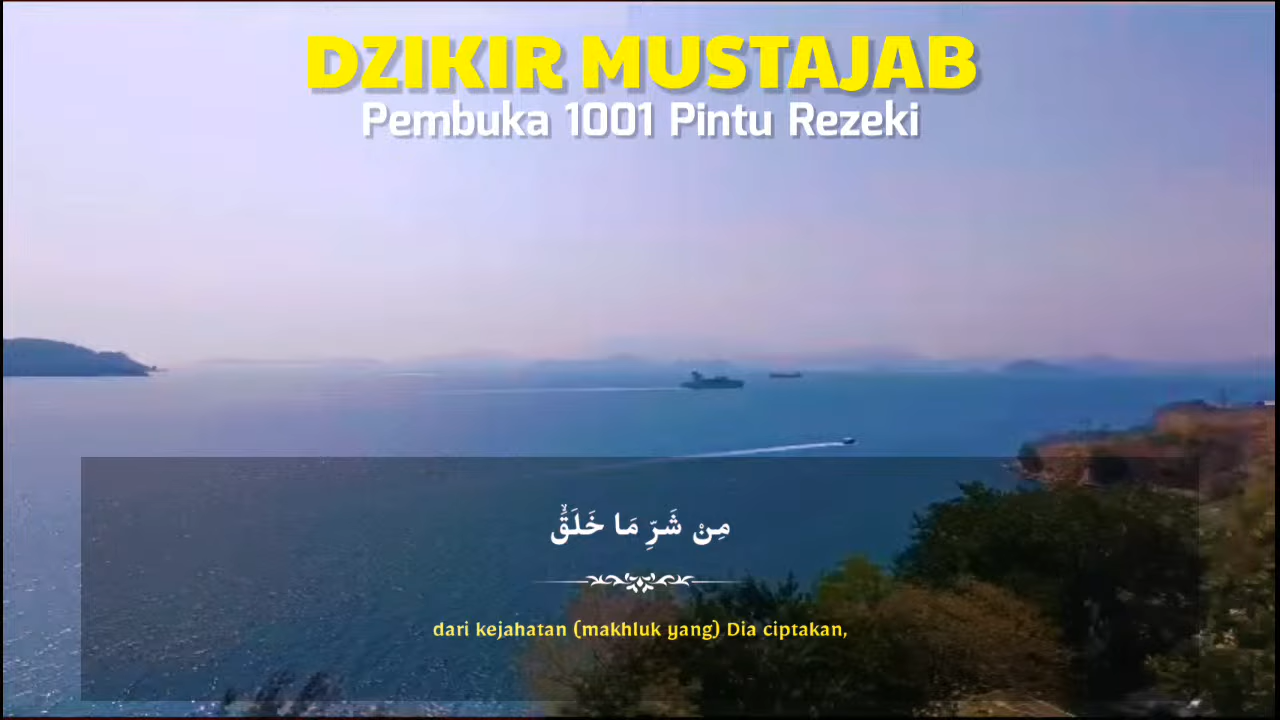 DZIKIR MUSTAJAB
Pembuka 1001 Pintu Rezeki
مِنْ شَرِّ مَا خَلَقَۙ
dari kejahatan (makhluk yang) Dia ciptakan,